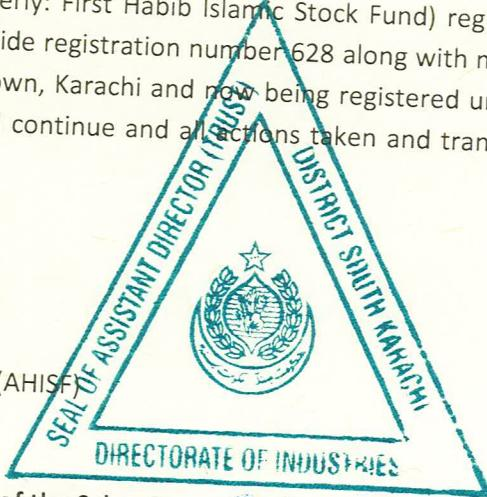 erly: First Habib Islamic Stock Fund) reg
ide registration number 628 along with n
own, Karachi and now being registered u
continue and all actions taken and tran
SEAL OF ASSISTANT DIRECTOR (TRUST)
DISTRICT SOUTH KARACHI
(AHISF)
DIRECTORATE OF INDUSTRIES